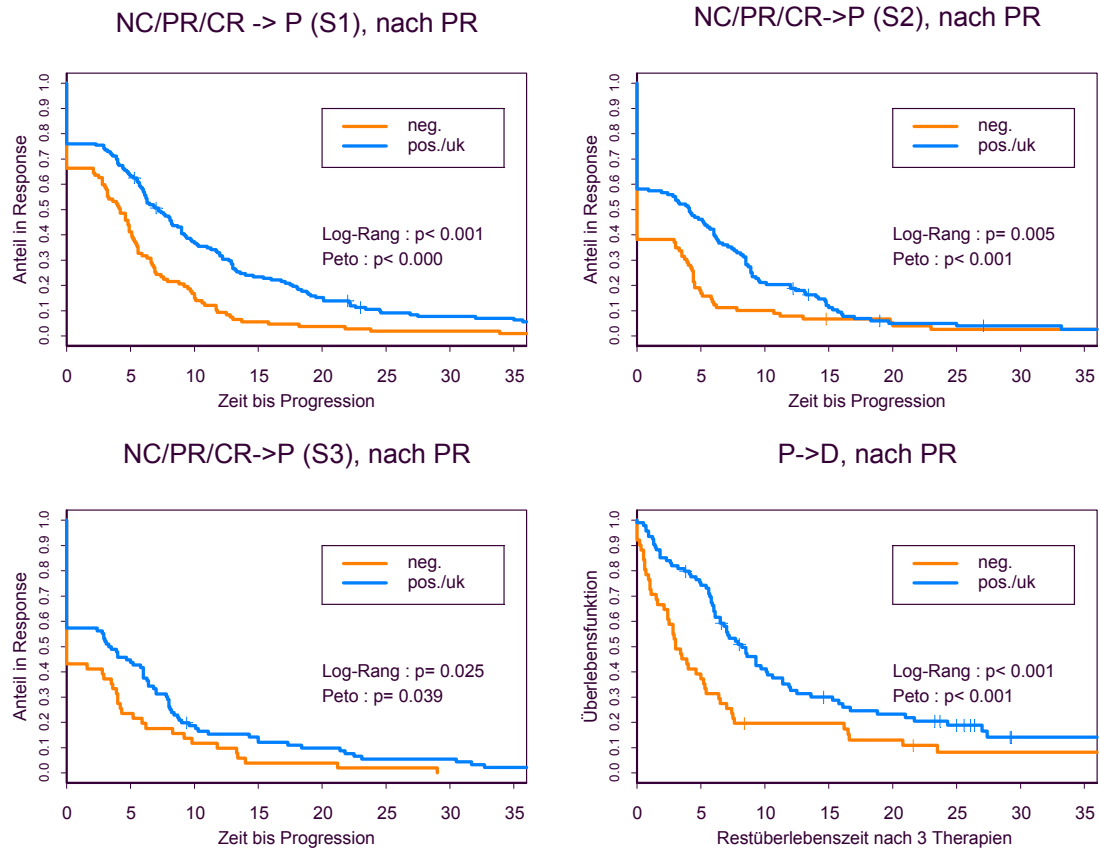 NC/PR/CR -> P (S1), nach PR
Anteil in Response
0.0 0.1 0.2 0.3 0.4 0.5 0.6 0.7 0.8 0.9 1.0
neg.
pos./uk
Log-Rang : p< 0.001
Peto : p< 0.000
0 5 10 15 20 25 30 35
Zeit bis Progression
NC/PR/CR->P (S2), nach PR
Anteil in Response
0.0 0.1 0.2 0.3 0.4 0.5 0.6 0.7 0.8 0.9 1.0
neg.
pos./uk
Log-Rang : p= 0.005
Peto : p< 0.001
0 5 10 15 20 25 30 35
Zeit bis Progression
NC/PR/CR->P (S3), nach PR
Anteil in Response
0.0 0.1 0.2 0.3 0.4 0.5 0.6 0.7 0.8 0.9 1.0
neg.
pos./uk
Log-Rang : p= 0.025
Peto : p= 0.039
0 5 10 15 20 25 30 35
Zeit bis Progression
P->D, nach PR
Überlebensfunktion
0.0 0.1 0.2 0.3 0.4 0.5 0.6 0.7 0.8 0.9 1.0
neg.
pos./uk
Log-Rang : p< 0.001
Peto : p< 0.001
0 5 10 15 20 25 30 35
Restüberlebenszeit nach 3 Therapien